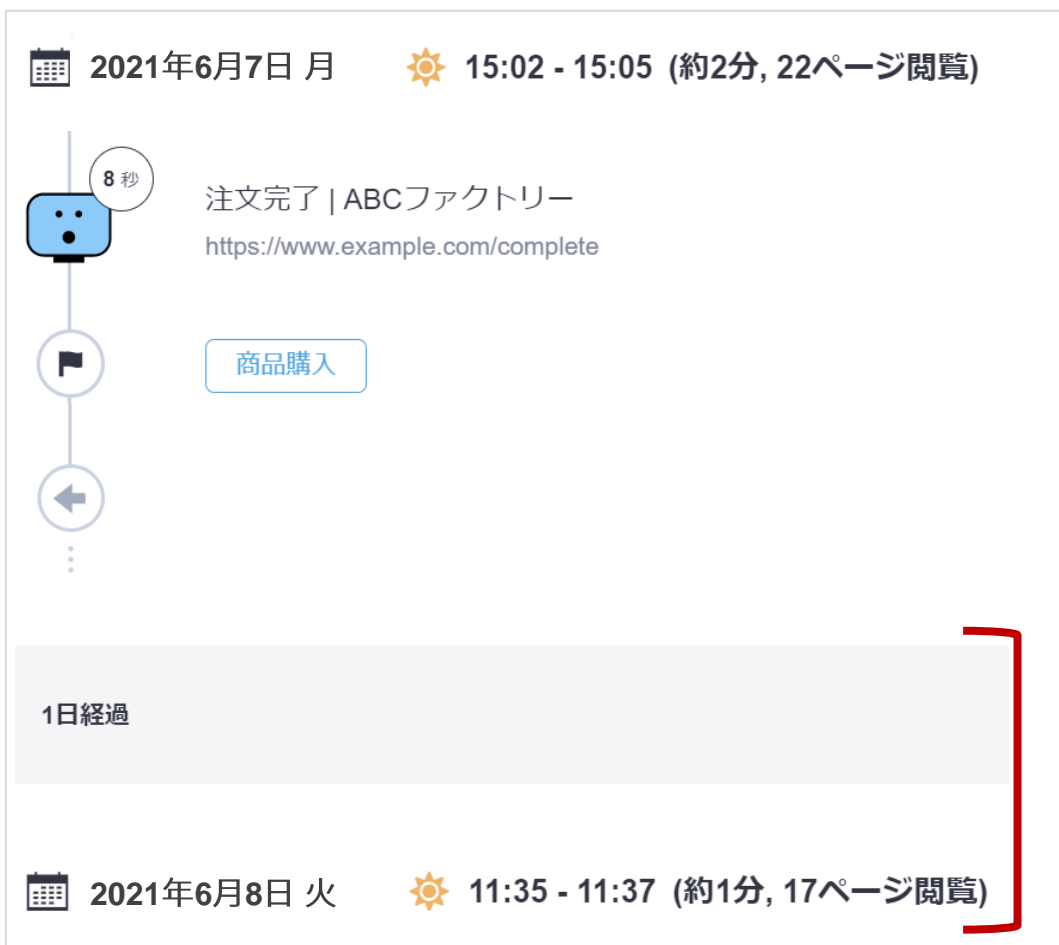 2021年6月7日 月 15:02 - 15:05 (約2分, 22ページ閲覧)
8 秒
注文完了 | ABCファクトリー
https://www.example.com/complete
商品購入
1日経過
2021年6月8日 火 11:35 - 11:37 (約1分, 17ページ閲覧)